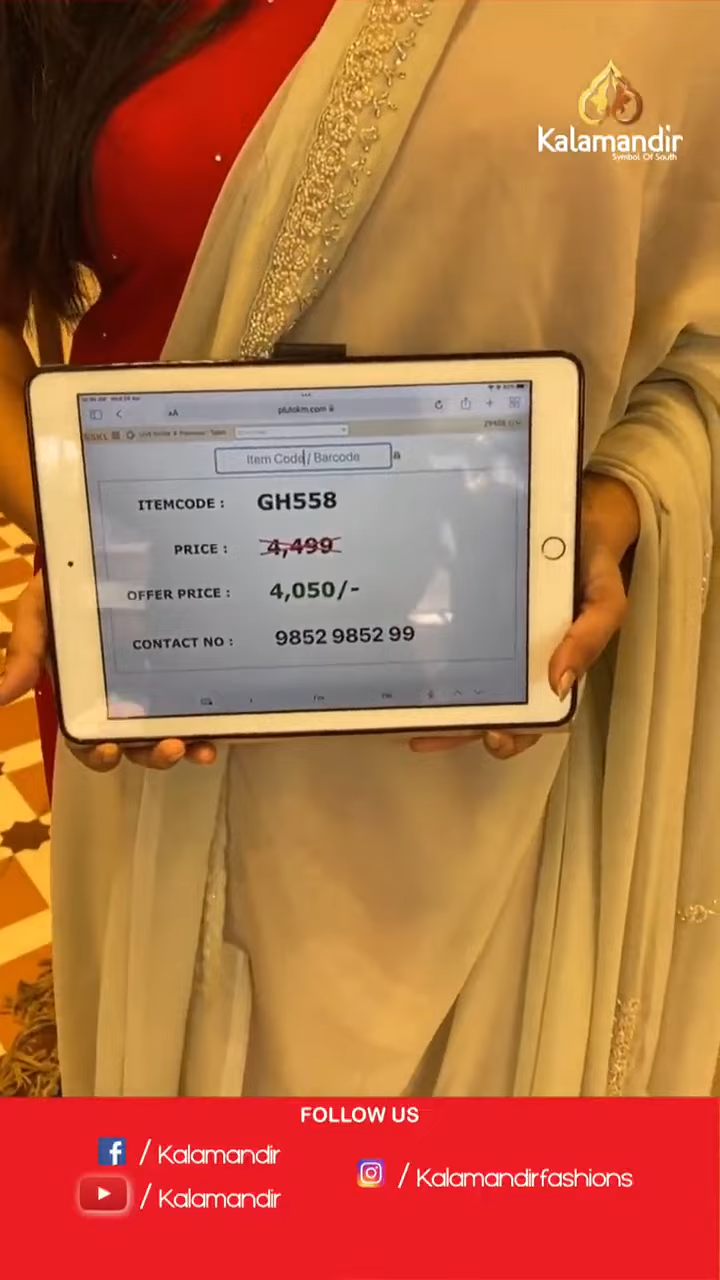 Kalamandir
Symbol Of South
plutokm.com
Item Code / Barcode
ITEMCODE : GH558
PRICE : 4,499
OFFER PRICE : 4,050/-
CONTACT NO : 9852 9852 99
FOLLOW US
/ Kalamandir
/ Kalamandirfashions
/ Kalamandir